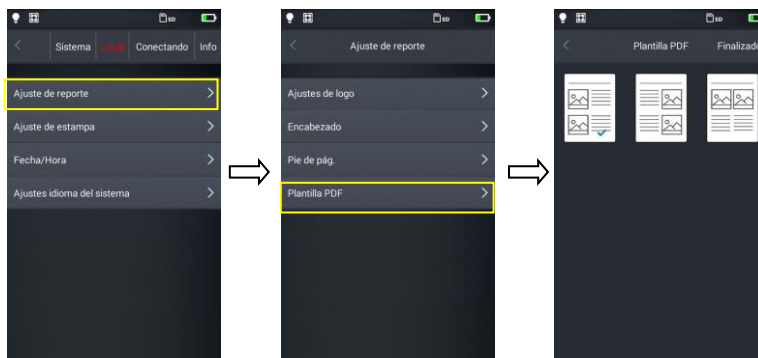 SD
Sistema Local Conectando Info
Ajuste de reporte
Ajuste de estampa
Fecha/Hora
Ajustes idioma del sistema
SD
Ajuste de reporte
Ajustes de logo
Encabezado
Pie de pág.
Plantilla PDF
SD
Plantilla PDF Finalizado